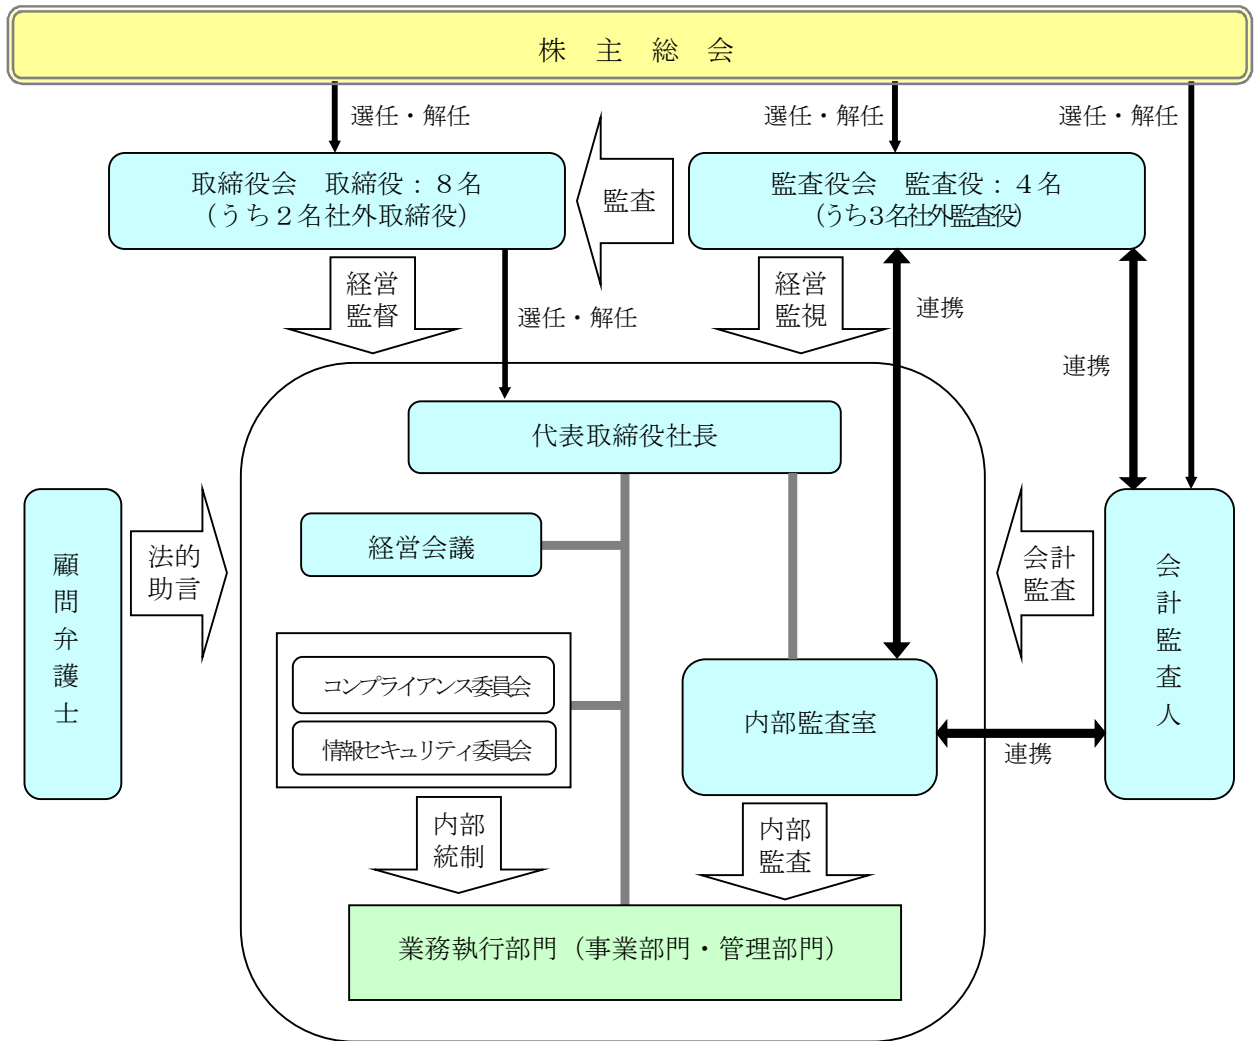 株　主　総　会
選任・解任
選任・解任
選任・解任
取締役会　取締役：８名
（うち２名社外取締役）
監査
監査役会　監査役：４名
（うち３名社外監査役）
経営
監督
選任・解任
経営
監視
連携
連携
代表取締役社長
顧問弁護士
法的
助言
経営会議
会計
監査
会計監査人
コンプライアンス委員会
情報セキュリティ委員会
内部監査室
連携
内部
統制
内部
監査
業務執行部門（事業部門・管理部門）